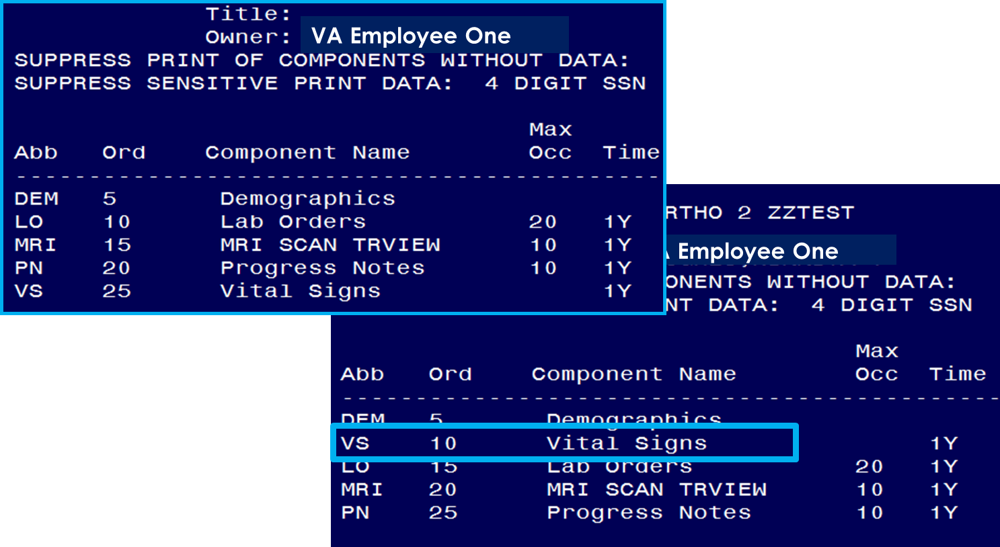 Title:
Owner: VA Employee One
SUPPRESS PRINT OF COMPONENTS WITHOUT DATA:
SUPPRESS SENSITIVE PRINT DATA: 4 DIGIT SSN
Max
Abb Ord Component Name Occ Time
DEM 5 Demographics
LO 10 Lab Orders 20 1Y
MRI 15 MRI SCAN TRVIEW 10 1Y
PN 20 Progress Notes 10 1Y
VS 25 Vital Signs 1Y
RTHO 2 ZZTEST
A Employee One
ONENTS WITHOUT DATA:
NT DATA: 4 DIGIT SSN
Max
Abb Ord Component Name Occ Time
DEM 5 Demographics
VS 10 Vital Signs 1Y
LO 15 Lab Orders 20 1Y
MRI 20 MRI SCAN TRVIEW 10 1Y
PN 25 Progress Notes 10 1Y